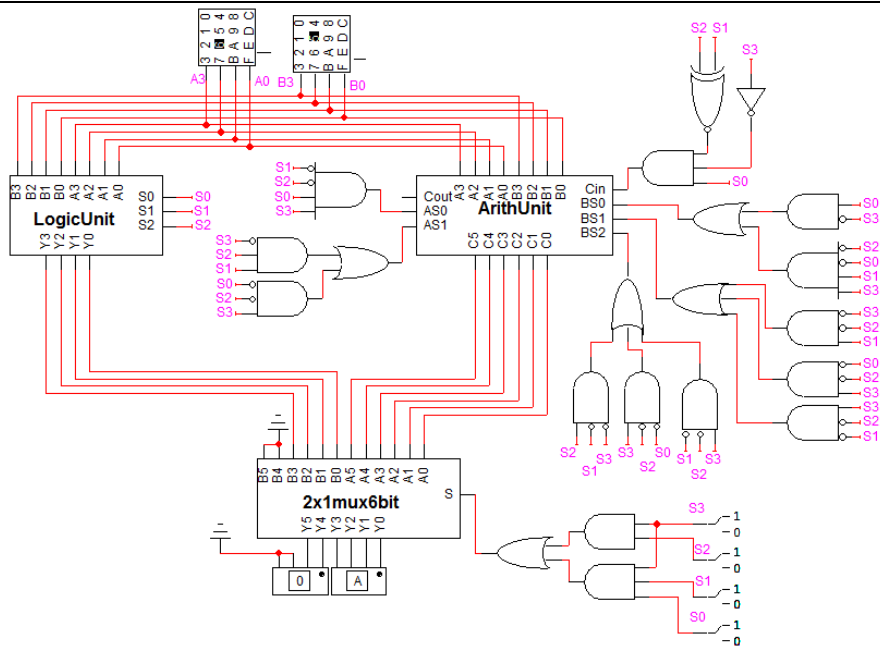 3 2 1 0
7 6 5 4
B A 9 8
F E D C
3 2 1 0
7 6 4
B A 9 8
F E D C
A3
A0
B3
B0
S2 S1
S3
S0
B3 B2 B1 B0 A3 A2 A1 A0
LogicUnit
S0 S0
S1 S1
S2 S2
Y3 Y2 Y1 Y0
S1
S2
S0
S3
S3
S2
S1
S0
S2
S3
A3 A2 A1 A0 B3 B2 B1 B0
Cout
AS0
AS1
ArithUnit
Cin
BS0
BS1
BS2
C5 C4 C3 C2 C1 C0
S0
S3
S2
S0
S1
S3
S3
S2
S1
S0
S2
S3
S3
S2
S1
S2
S1
S3
S3
S2
S0
S1
S2
S3
B5 B4 B3 B2 B1 B0 A5 A4 A3 A2 A1 A0
2x1mux6bit
S
Y5 Y4 Y3 Y2 Y1 Y0
0
A
S3
1
0
S2
1
0
S1
1
0
S0
1
0